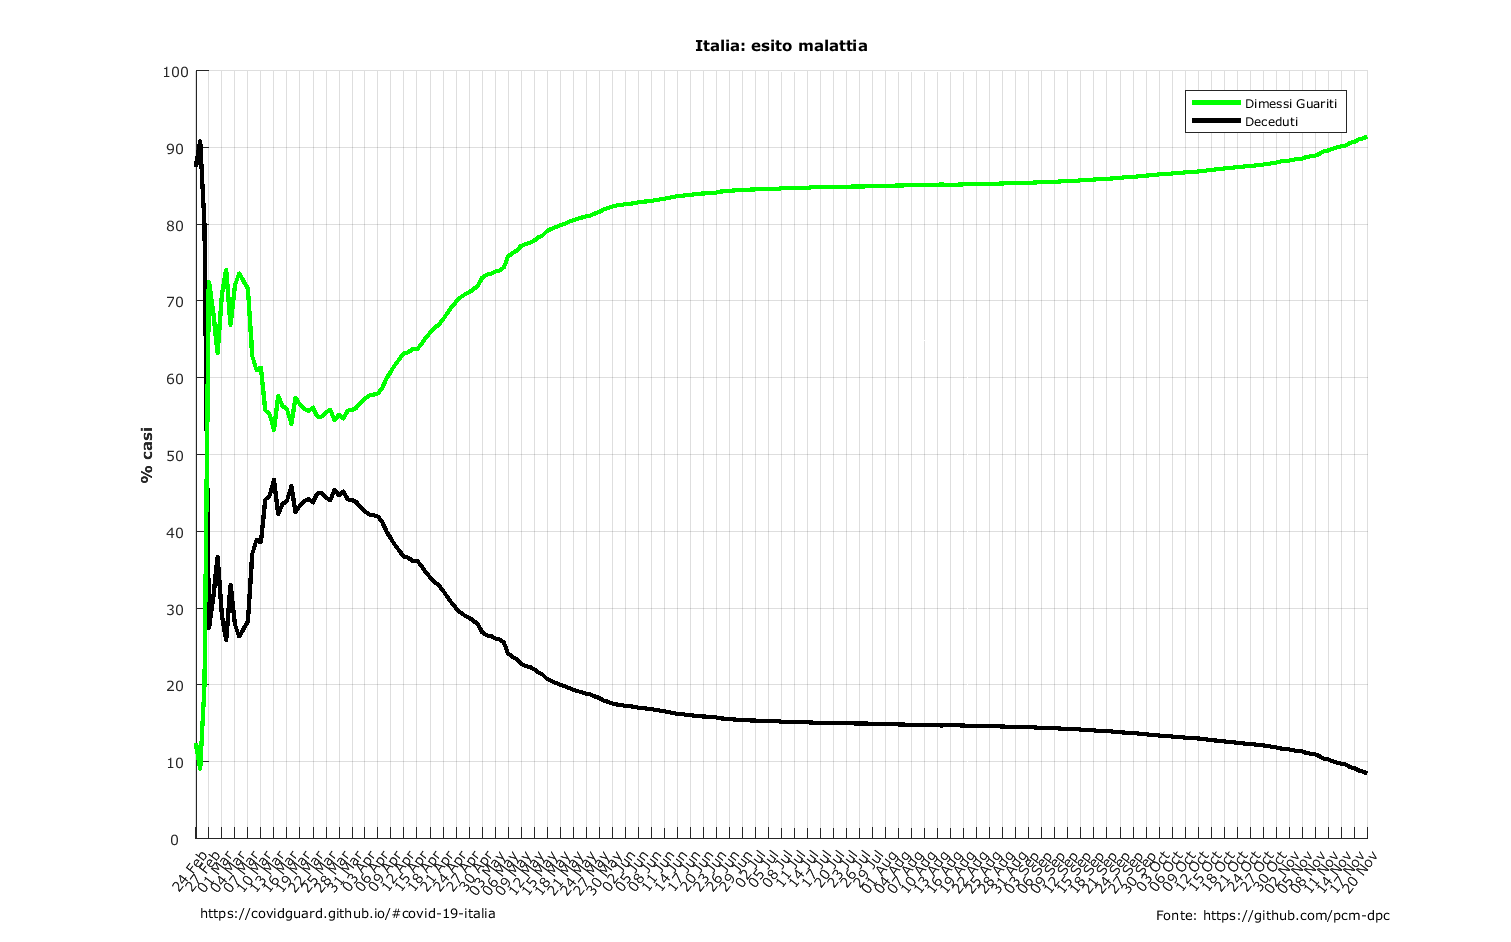 Italia: esito malattia
100
90
80
70
60
50
40
30
20
10
0
% casi
Dimessi Guariti
Deceduti
24 Feb
27 Feb
01 Mar
04 Mar
07 Mar
10 Mar
13 Mar
16 Mar
19 Mar
22 Mar
25 Mar
28 Mar
31 Mar
03 Apr
06 Apr
09 Apr
12 Apr
15 Apr
18 Apr
21 Apr
24 Apr
27 Apr
30 Apr
03 May
06 May
09 May
12 May
15 May
18 May
21 May
24 May
27 May
30 May
02 Jun
05 Jun
08 Jun
11 Jun
14 Jun
17 Jun
20 Jun
23 Jun
26 Jun
29 Jun
02 Jul
05 Jul
08 Jul
11 Jul
14 Jul
17 Jul
20 Jul
23 Jul
26 Jul
29 Jul
01 Aug
04 Aug
07 Aug
10 Aug
13 Aug
16 Aug
19 Aug
22 Aug
25 Aug
28 Aug
31 Aug
03 Sep
06 Sep
09 Sep
12 Sep
15 Sep
18 Sep
21 Sep
24 Sep
27 Sep
30 Sep
03 Oct
06 Oct
09 Oct
12 Oct
15 Oct
18 Oct
21 Oct
24 Oct
27 Oct
30 Oct
02 Nov
05 Nov
08 Nov
11 Nov
14 Nov
17 Nov
20 Nov
https://covidguard.github.io/#covid-19-italia
Fonte: https://github.com/pcm-dpc